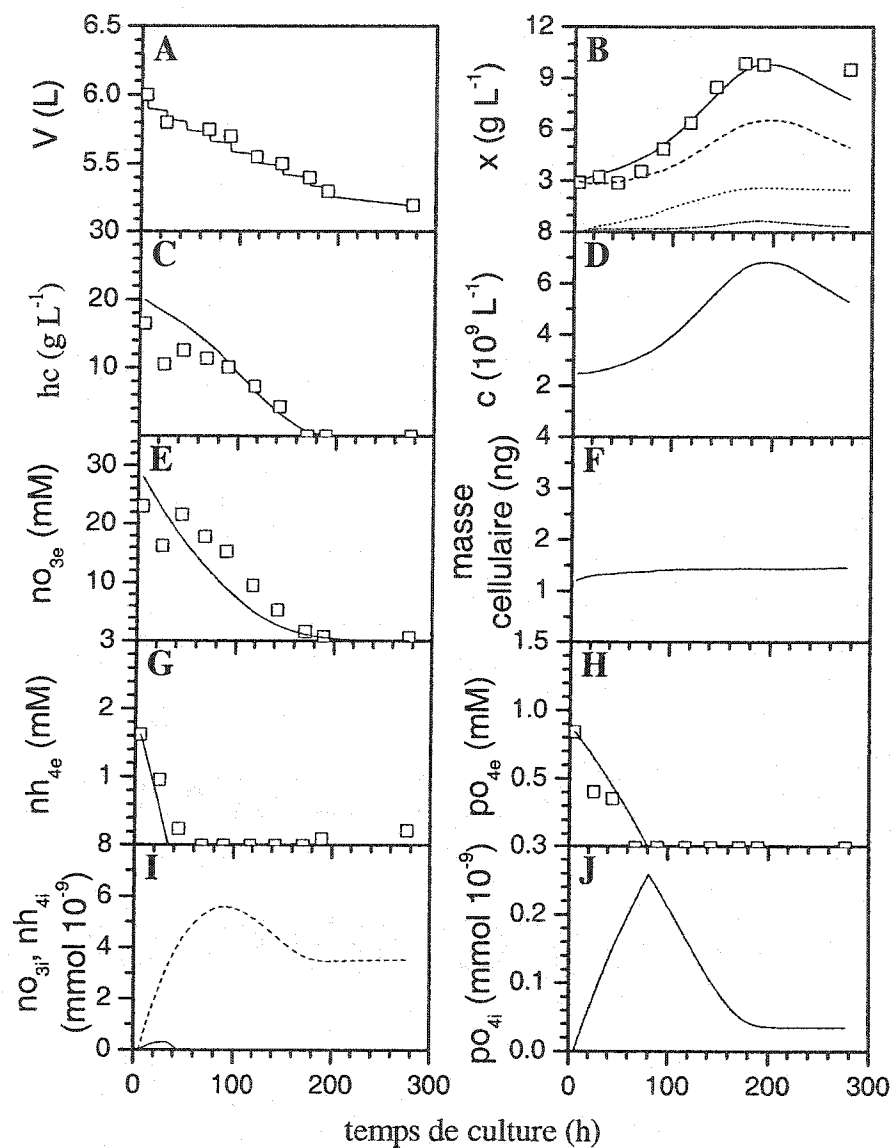 6.5
A
6.0
5.5
30
V (L)
12
B
9
6
3
8
x (g L-1)
C
20
10
hc (g L-1)
D
6
4
2
4
c (10^9 L-1)
E
30
20
10
3
no3e (mM)
F
3
2
1
1.5
masse
cellulaire (ng)
G
2
1
8
nh4e (mM)
H
1.0
0.5
0.3
po4e (mM)
I
6
4
2
0
no3i, nh4i
(mmol 10^-9)
J
0.2
0.1
0.0
po4i (mmol 10^-9)
0 100 200 300
0 100 200 300
temps de culture (h)